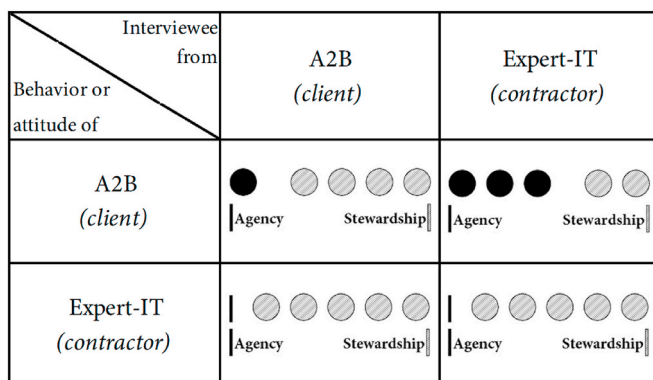 Interviewee
from
Behavior or
attitude of
A2B
(client)
Expert-IT
(contractor)
A2B
(client)
Agency Stewardship
Agency Stewardship
Expert-IT
(contractor)
Agency Stewardship
Agency Stewardship